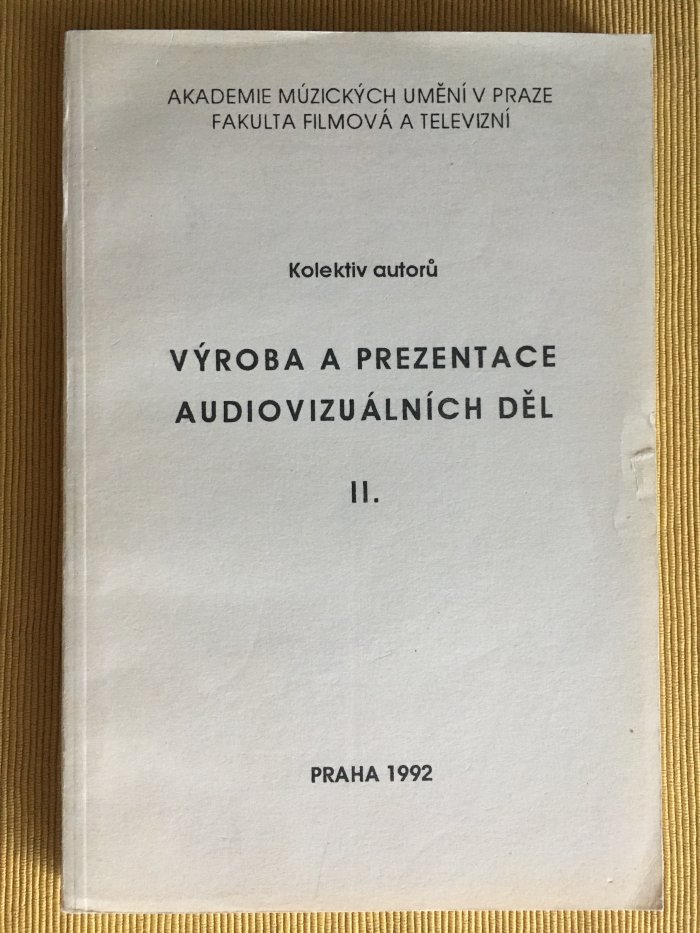 AKADEMIE MÚZICKÝCH UMĚNÍ V PRAZE
FAKULTA FILMOVÁ A TELEVIZNÍ
Kolektiv autorů
VÝROBA A PREZENTACE
AUDIOVIZUÁLNÍCH DĚL
II.
PRAHA 1992